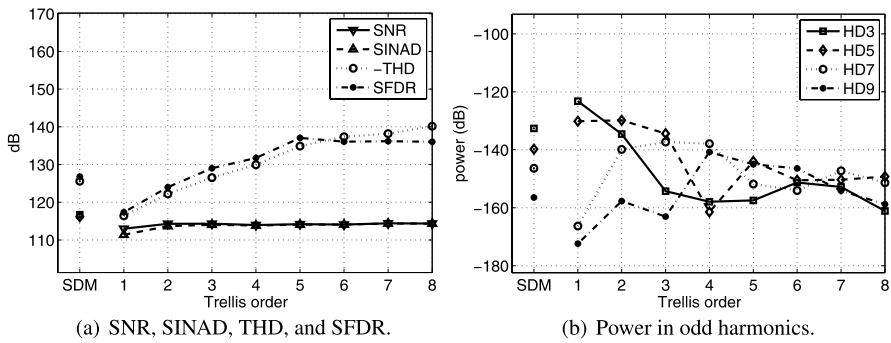 170
160
150
140
130
120
110
dB
SNR
SINAD
-THD
SFDR
SDM 1 2 3 4 5 6 7 8
Trellis order
(a) SNR, SINAD, THD, and SFDR.
−100
−120
−140
−160
−180
power (dB)
HD3
HD5
HD7
HD9
SDM 1 2 3 4 5 6 7 8
Trellis order
(b) Power in odd harmonics.